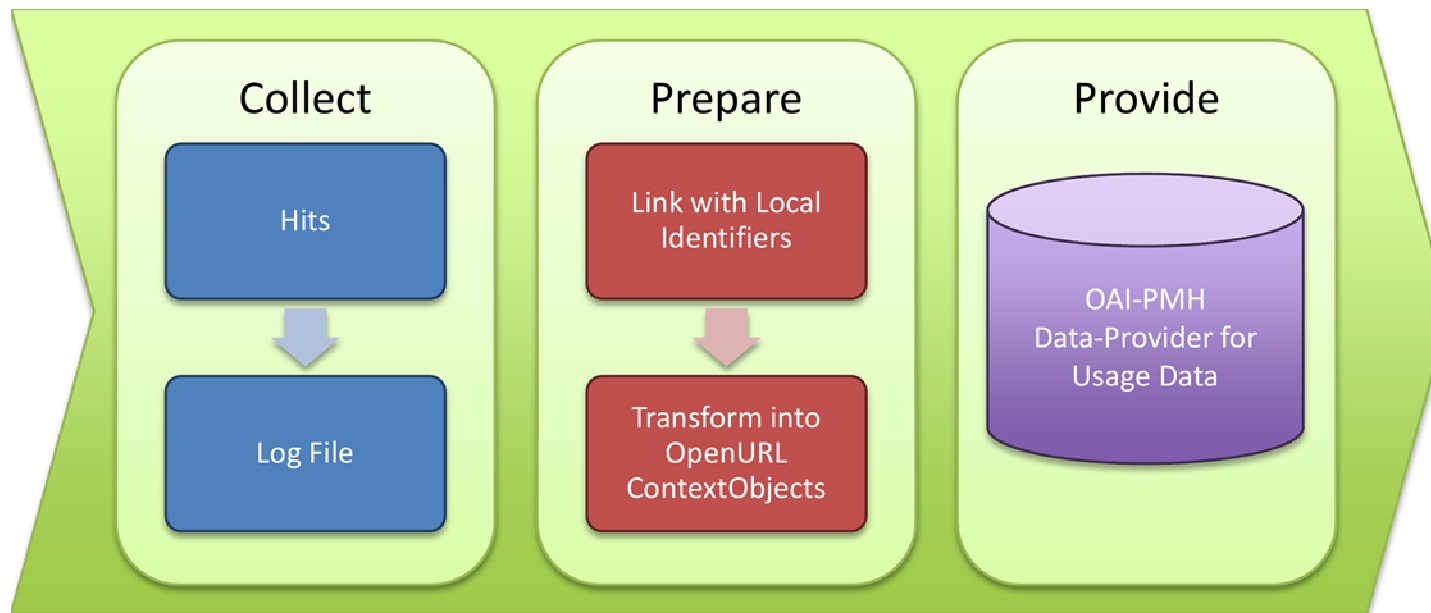 Collect
Hits
Log File
Prepare
Link with Local
Identifiers
Transform into
OpenURL
ContextObjects
Provide
OAI-PMH
Data-Provider for
Usage Data